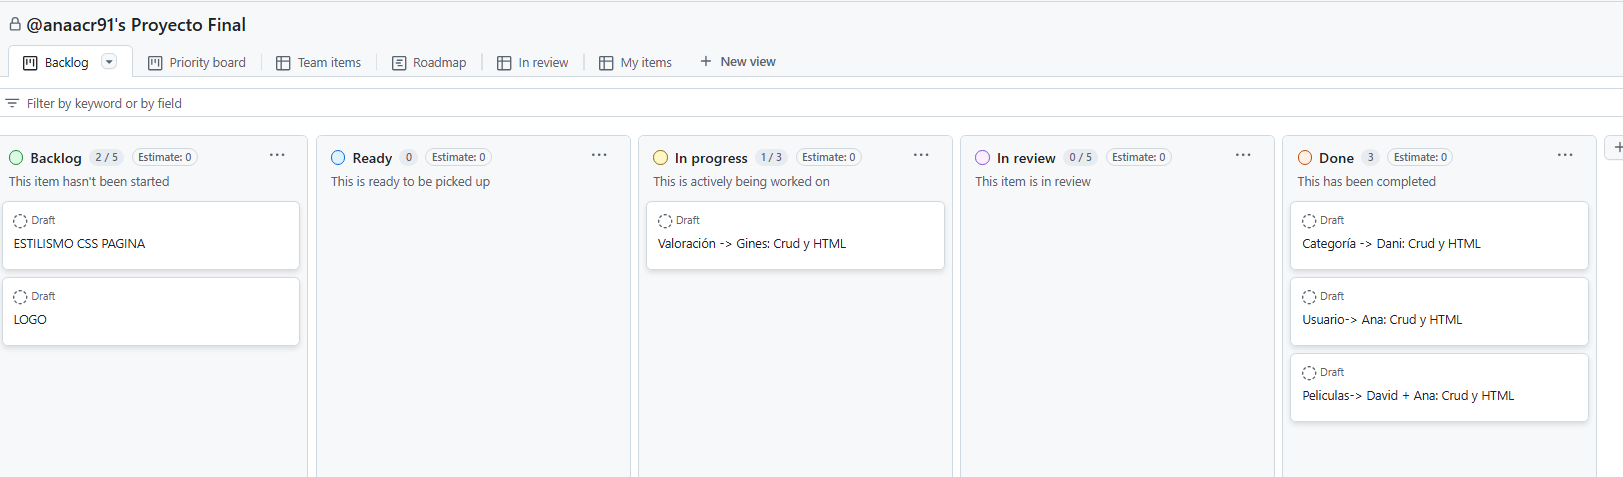 @anaacr91's Proyecto Final
Backlog
Priority board
Team items
Roadmap
In review
My items
New view
Filter by keyword or by field
Backlog 2 / 5 Estimate: 0
This item hasn't been started
Draft
ESTILISMO CSS PAGINA
Draft
LOGO
Ready 0 Estimate: 0
This is ready to be picked up
In progress 1 / 3 Estimate: 0
This is actively being worked on
Draft
Valoración -> Gines: Crud y HTML
In review 0 / 5 Estimate: 0
This item is in review
Done 3 Estimate: 0
This has been completed
Draft
Categoría -> Dani: Crud y HTML
Draft
Usuario-> Ana: Crud y HTML
Draft
Peliculas-> David + Ana: Crud y HTML